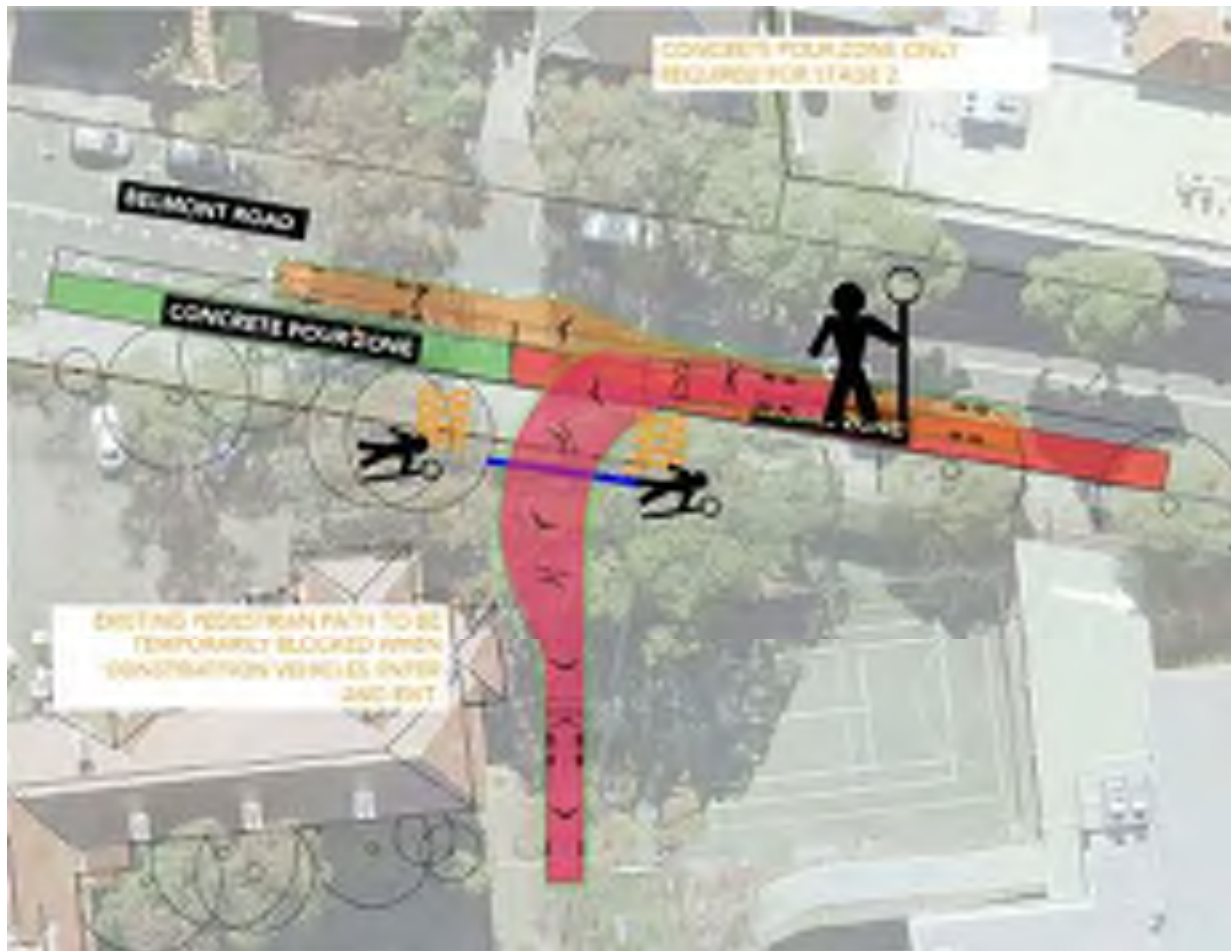 CONCRETE POUR ZONE ONLY
REQUIRED FOR STAGE 2
BELMONT ROAD
CONCRETE POUR ZONE
ZONE
EXISTING PEDESTRIAN PATH TO BE
TEMPORARILY BLOCKED WHEN
CONSTRUCTION VEHICLES ENTER
AND EXIT